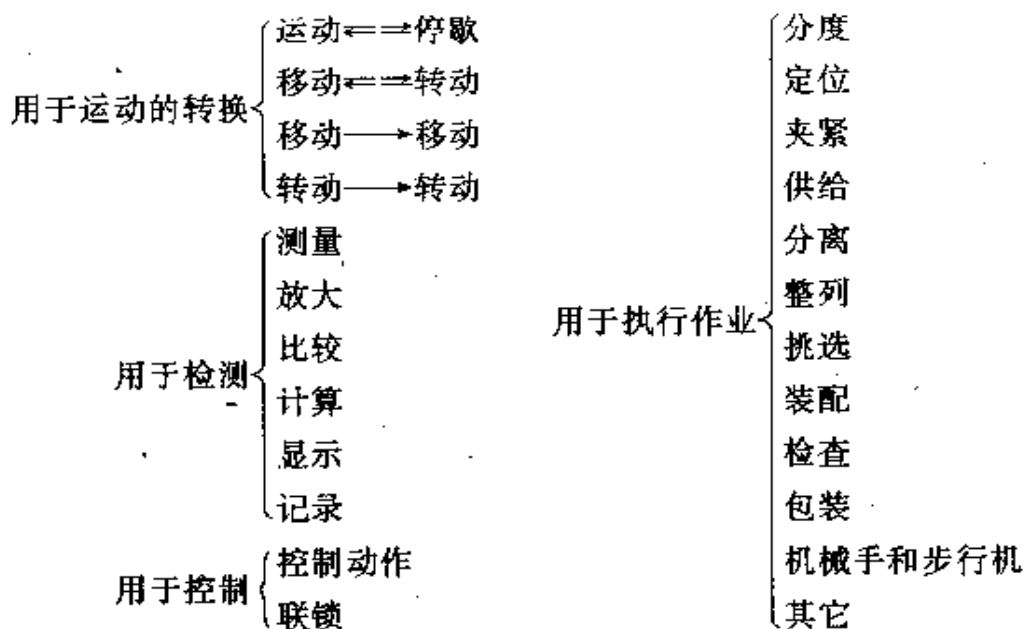 用于运动的转换
运动⇌停歇
移动⇌转动
移动→移动
转动→转动
用于检测
测量
放大
比较
计算
显示
记录
用于控制
控制动作
联锁
用于执行作业
分度
定位
夹紧
供给
分离
整列
挑选
装配
检查
包装
机械手和步行机
其它